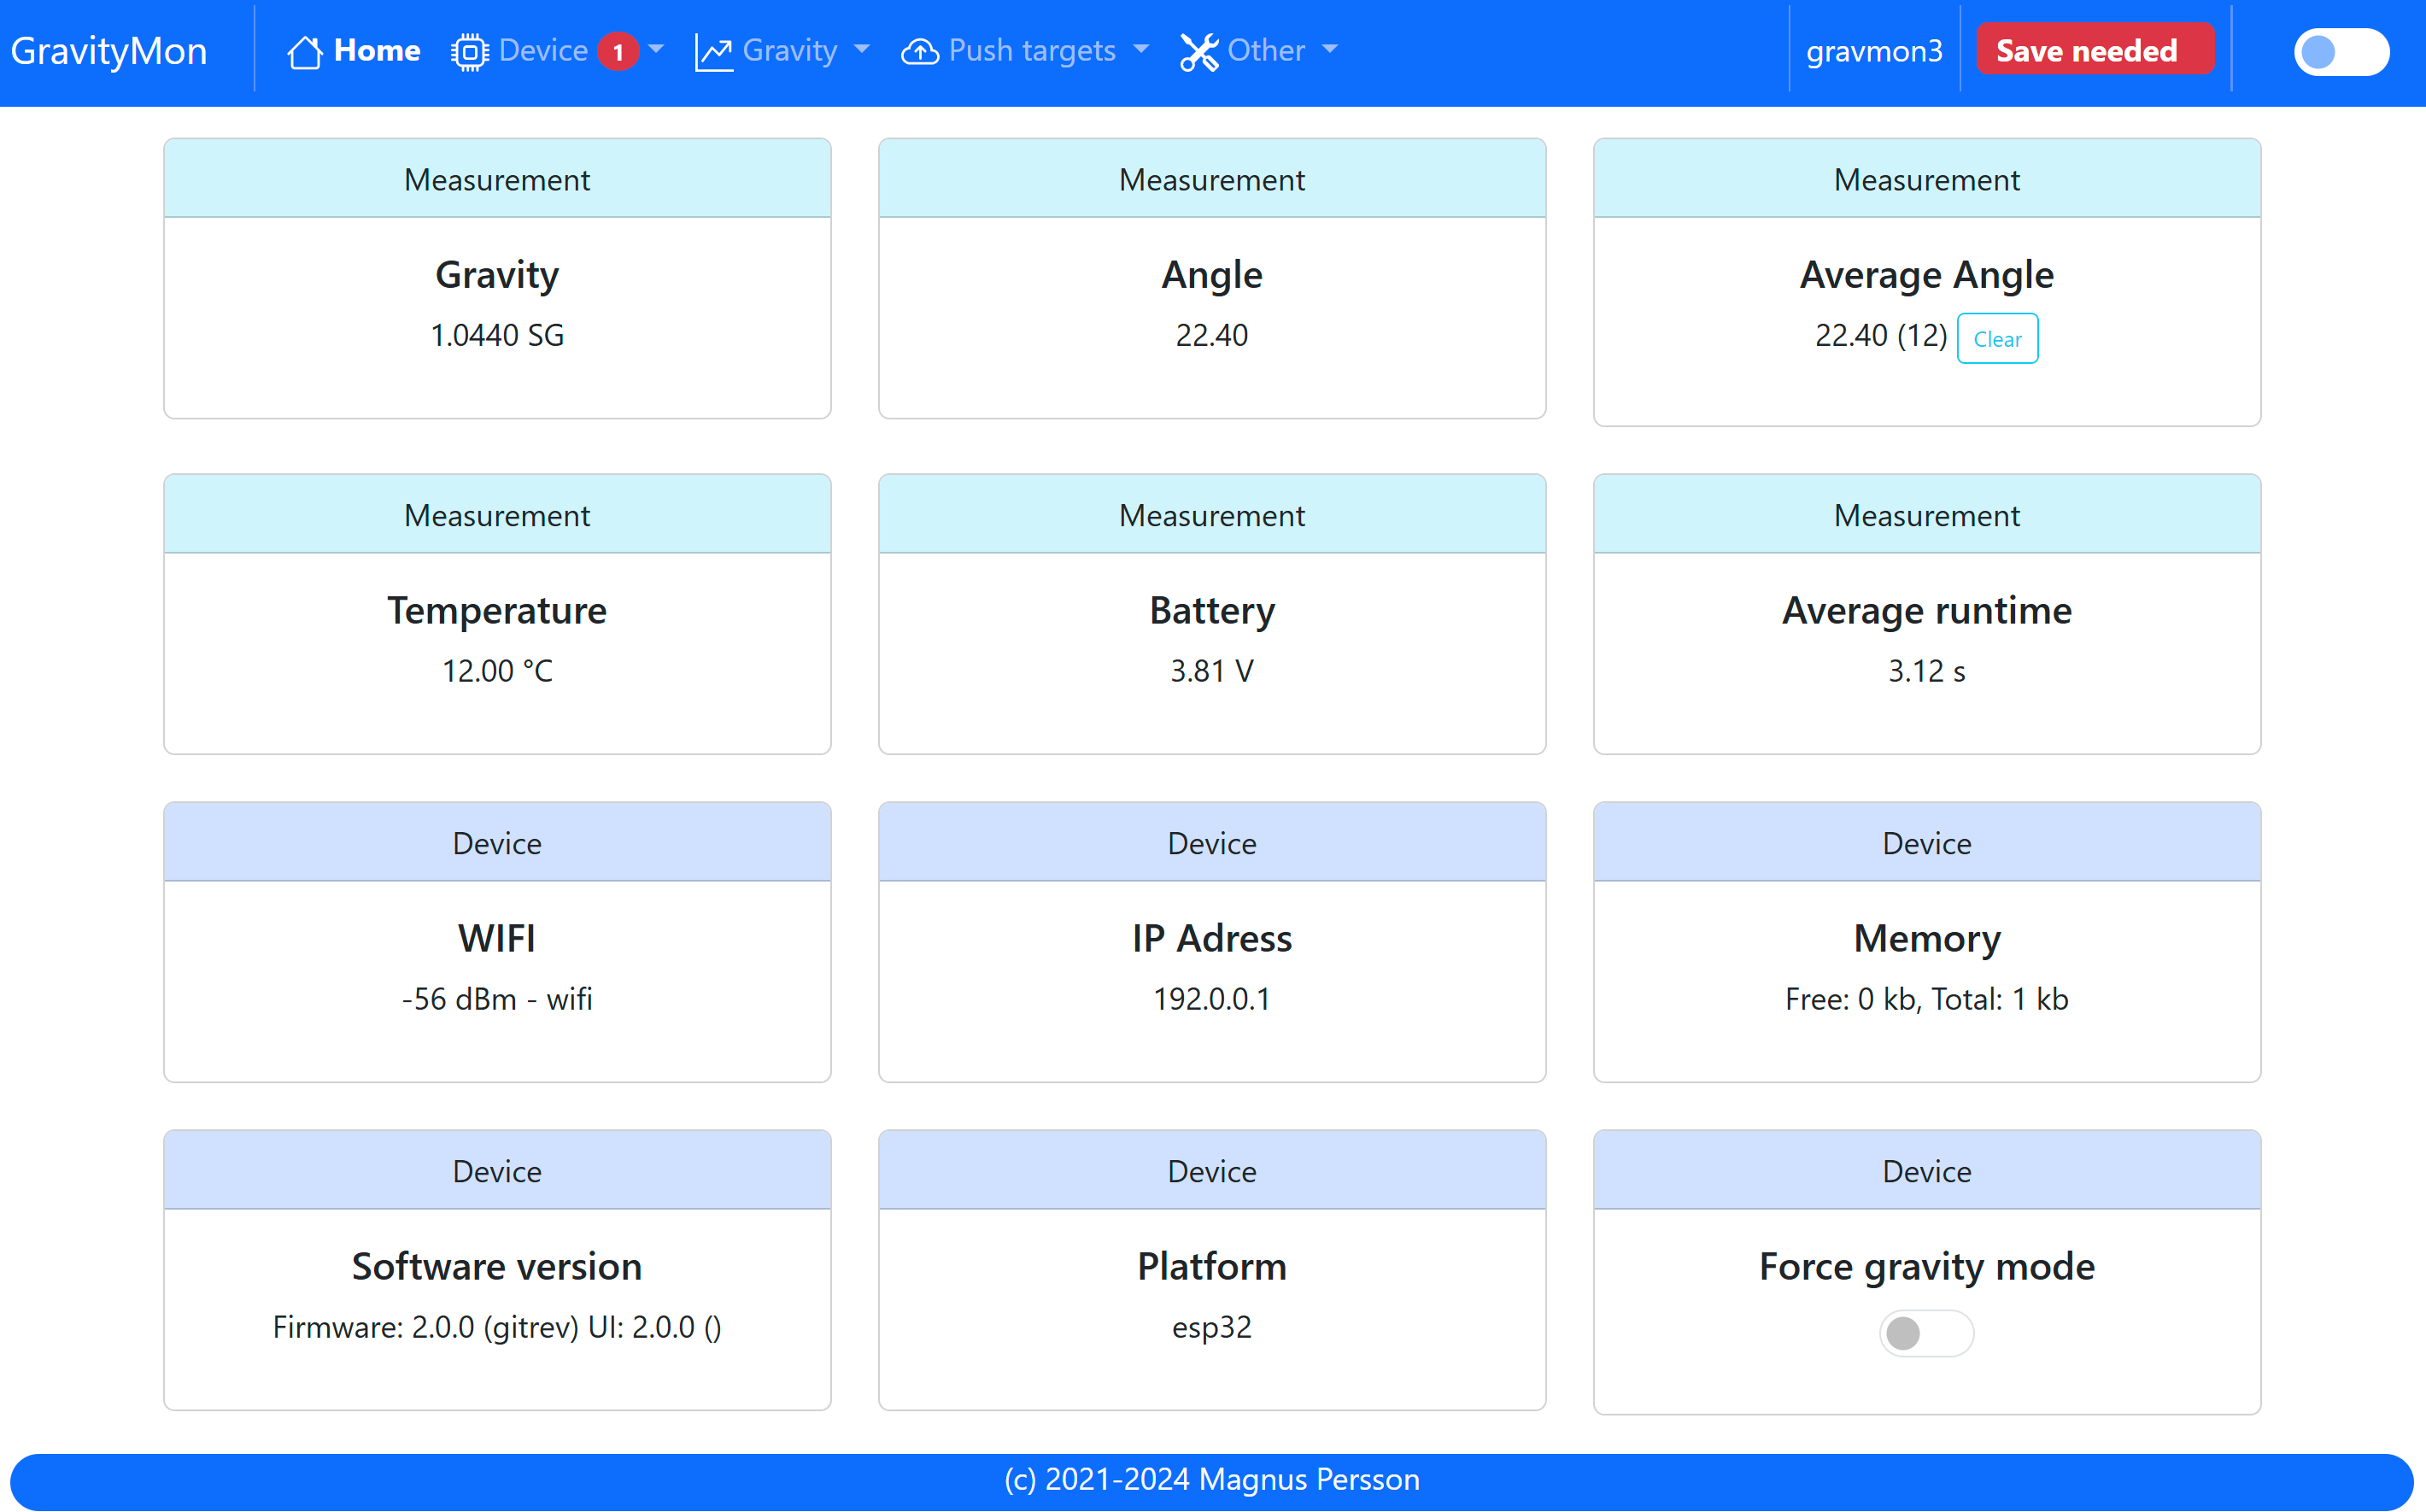 GravityMon Home Device 1 Gravity Push targets Other gravmon3 Save needed
Measurement
Gravity
1.0440 SG
Measurement
Angle
22.40
Measurement
Average Angle
22.40 (12) Clear
Measurement
Temperature
12.00 °C
Measurement
Battery
3.81 V
Measurement
Average runtime
3.12 s
Device
WIFI
-56 dBm - wifi
Device
IP Adress
192.0.0.1
Device
Memory
Free: 0 kb, Total: 1 kb
Device
Software version
Firmware: 2.0.0 (gitrev) UI: 2.0.0 ()
Device
Platform
esp32
Device
Force gravity mode
(c) 2021-2024 Magnus Persson